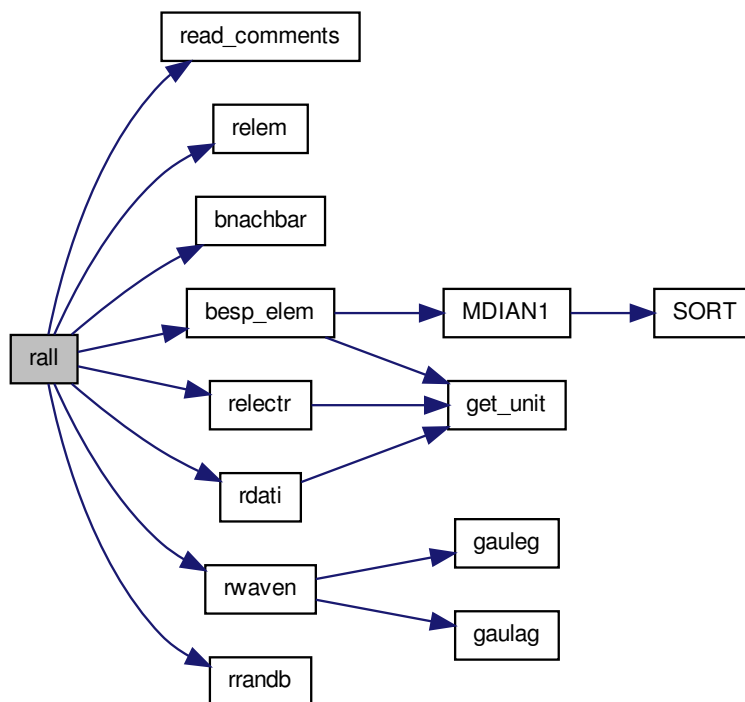 read_comments
relem
bnachbar
besp_elem
MDIAN1
SORT
rall
relectr
get_unit
rdati
gauleg
rwaven
gaulag
rrandb